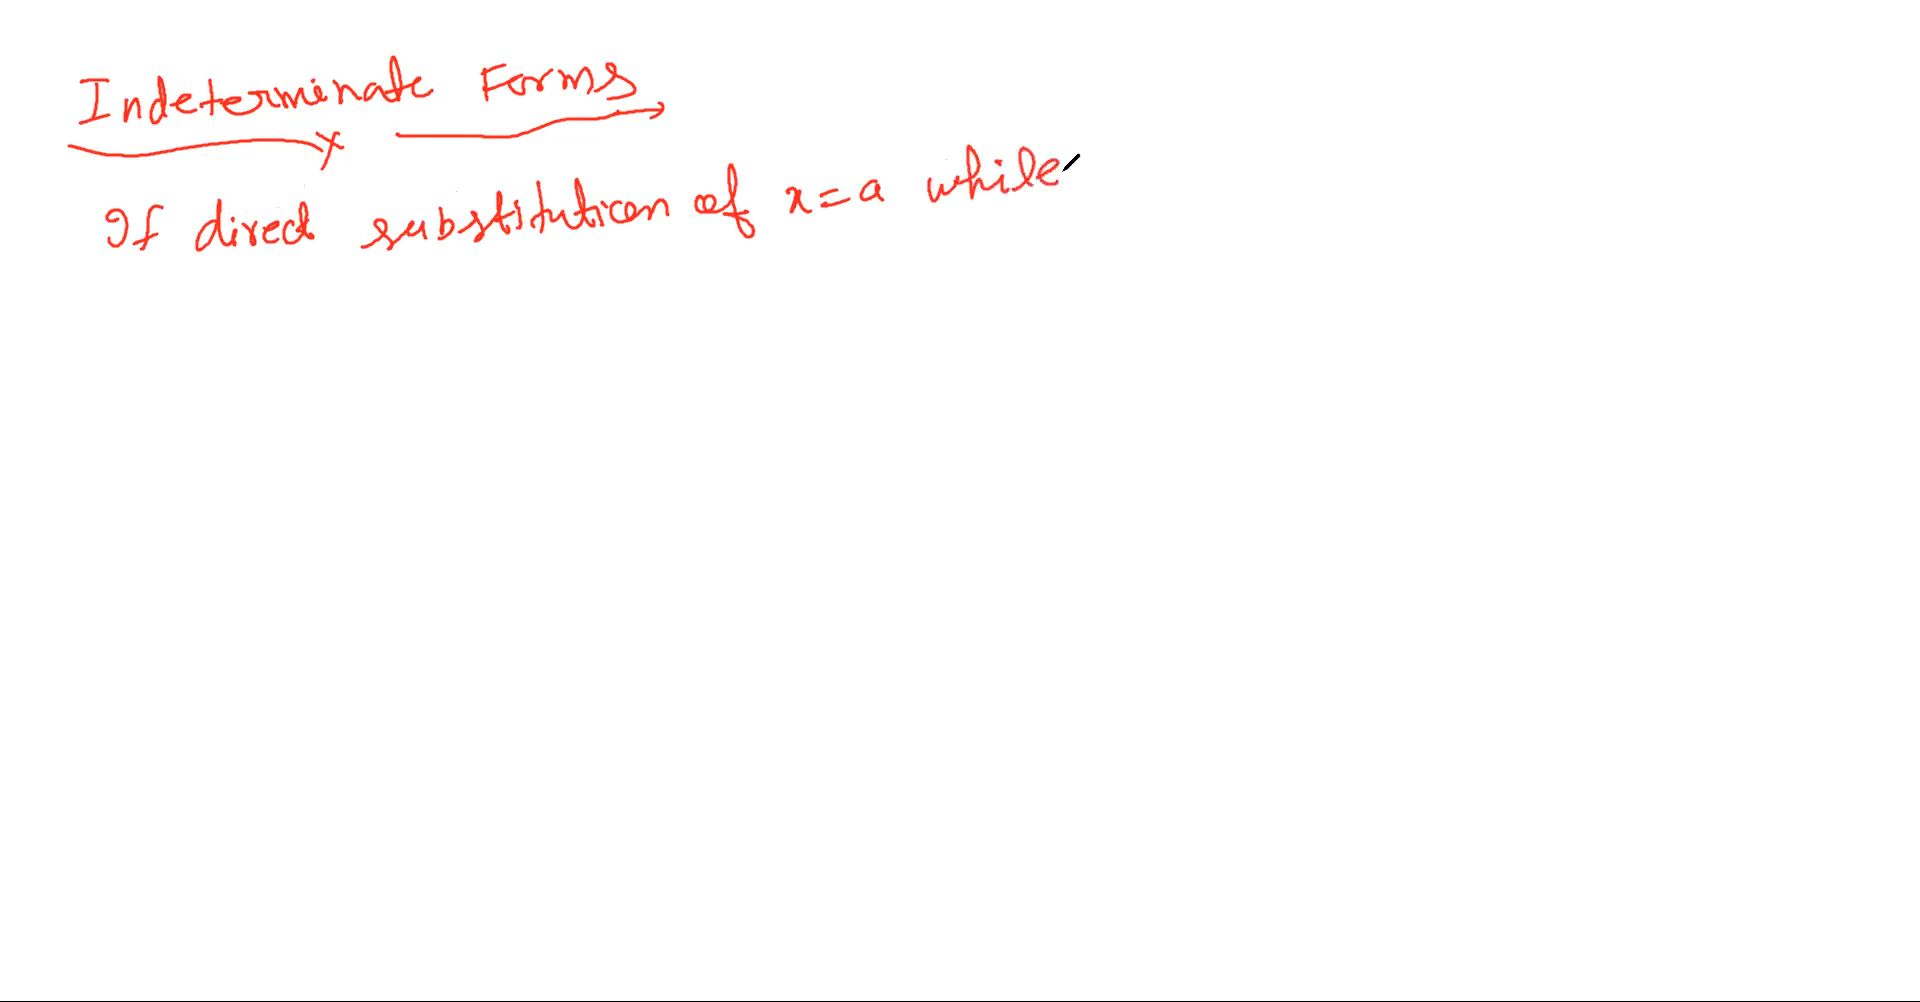 Indeterminate Forms
If direct substitution of x=a while